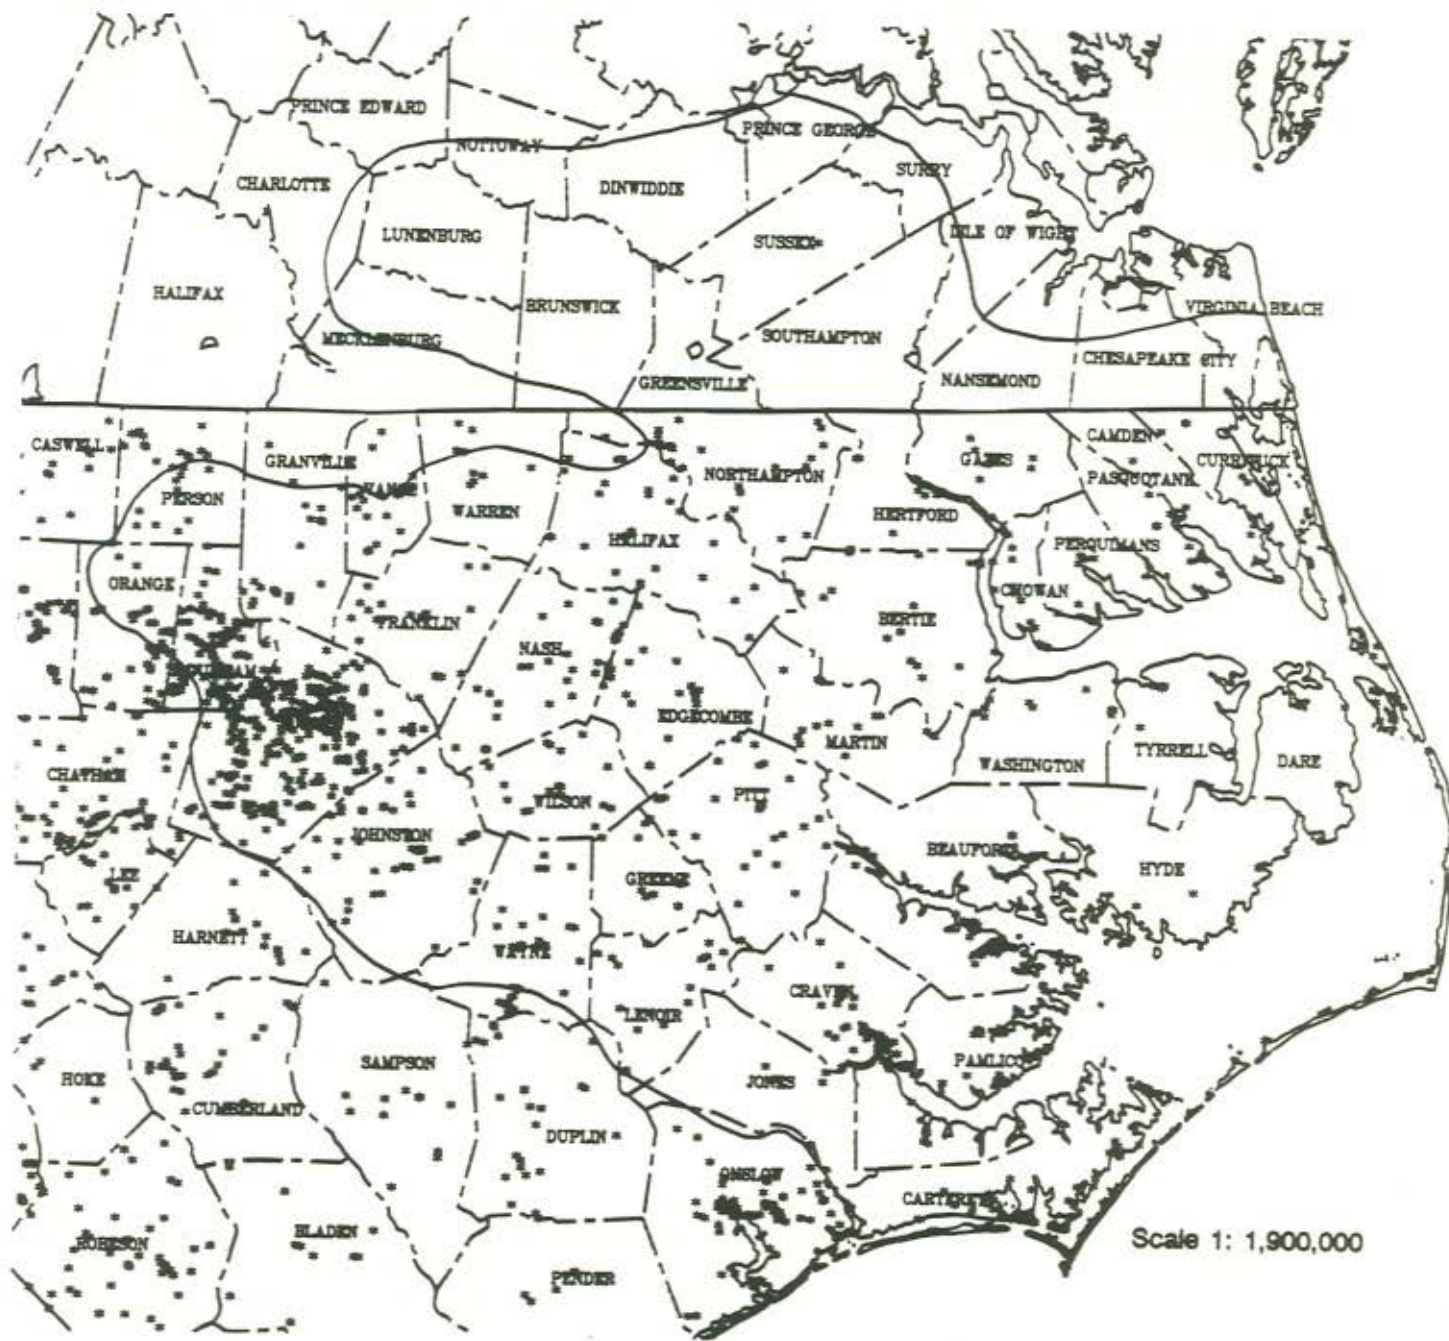 PRINCE EDWARD
PRINCE GEORGE
NOTTOWAY
CHARLOTTE
DINWIDDIE
SURRY
LUNENBURG
SUSSEX
ISLE OF WIGHT
HALIFAX
BRUNSWICK
VIRGINIA BEACH
MECKLENBURG
SOUTHAMPTON
CHESAPEAKE CITY
GREENSVILLE
NANSEMOND
CASWELL
GRANVILLE
NORTHAMPTON
GATES
CAMDEN
CURRITUCK
PASQUOTANK
PERSON
VANCE
WARREN
HERTFORD
HALIFAX
PERQUIMANS
ORANGE
CHOWAN
FRANKLIN
BERTIE
NASH
EDGECOMBE
MARTIN
CHATHAM
WASHINGTON
TYRRELL
DARE
WILSON
PITT
JOHNSTON
BEAUFORT
LEE
GREENE
HYDE
HARNETT
WAYNE
CRAVEN
LENOIR
SAMPSON
HOKE
JONES
PAMLICO
CUMBERLAND
DUPLIN
ONSLOW
CARTERET
ROBESON
BLADEN
PENDER
Scale 1: 1,900,000